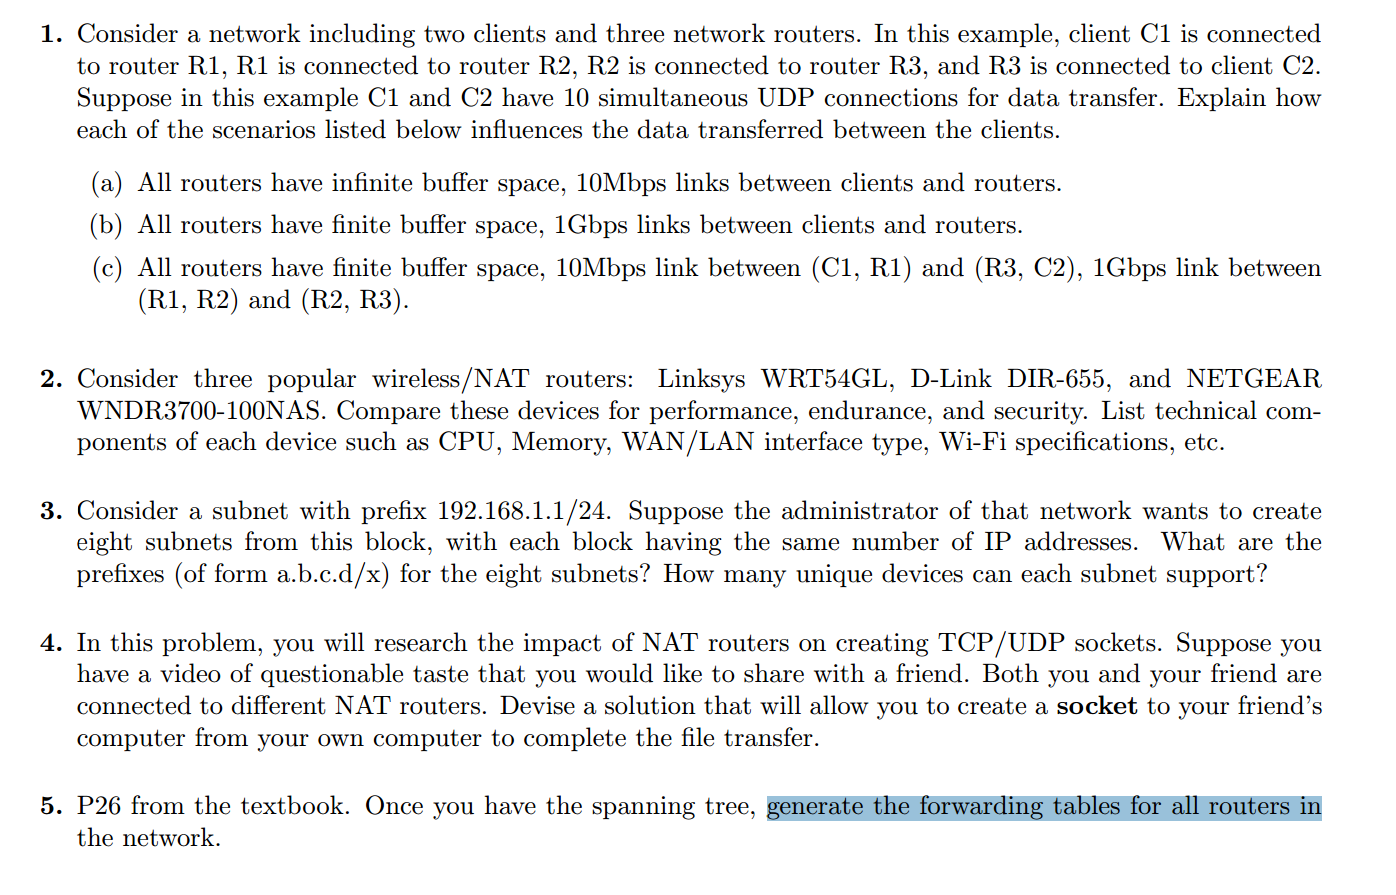 1. Consider a network including two clients and three network routers. In this example, client C1 is connected
to router R1, R1 is connected to router R2, R2 is connected to router R3, and R3 is connected to client C2.
Suppose in this example C1 and C2 have 10 simultaneous UDP connections for data transfer. Explain how
each of the scenarios listed below influences the data transferred between the clients.
(a) All routers have infinite buffer space, 10Mbps links between clients and routers.
(b) All routers have finite buffer space, 1Gbps links between clients and routers.
(c) All routers have finite buffer space, 10Mbps link between (C1, R1) and (R3, C2), 1Gbps link between
(R1, R2) and (R2, R3).
2. Consider three popular wireless/NAT routers: Linksys WRT54GL, D-Link DIR-655, and NETGEAR
WNDR3700-100NAS. Compare these devices for performance, endurance, and security. List technical com-
ponents of each device such as CPU, Memory, WAN/LAN interface type, Wi-Fi specifications, etc.
3. Consider a subnet with prefix 192.168.1.1/24. Suppose the administrator of that network wants to create
eight subnets from this block, with each block having the same number of IP addresses. What are the
prefixes (of form a.b.c.d/x) for the eight subnets? How many unique devices can each subnet support?
4. In this problem, you will research the impact of NAT routers on creating TCP/UDP sockets. Suppose you
have a video of questionable taste that you would like to share with a friend. Both you and your friend are
connected to different NAT routers. Devise a solution that will allow you to create a socket to your friend's
computer from your own computer to complete the file transfer.
5. P26 from the textbook. Once you have the spanning tree, generate the forwarding tables for all routers in
the network.